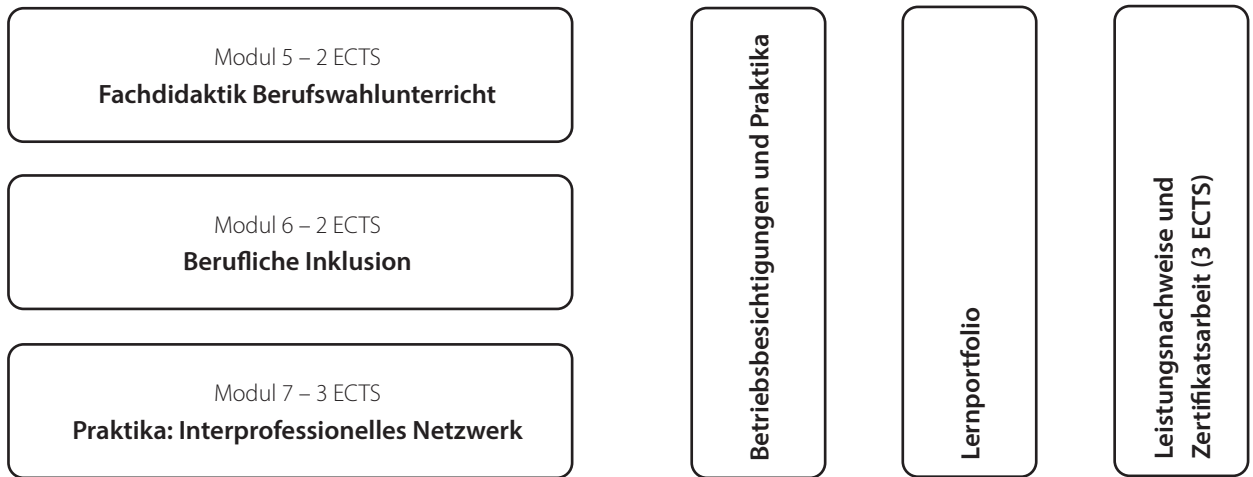 Modul 5 – 2 ECTS
Fachdidaktik Berufswahlunterricht
Modul 6 – 2 ECTS
Berufliche Inklusion
Modul 7 – 3 ECTS
Praktika: Interprofessionelles Netzwerk
Betriebsbesichtigungen und Praktika
Lernportfolio
Leistungsnachweise und
Zertifikatsarbeit (3 ECTS)